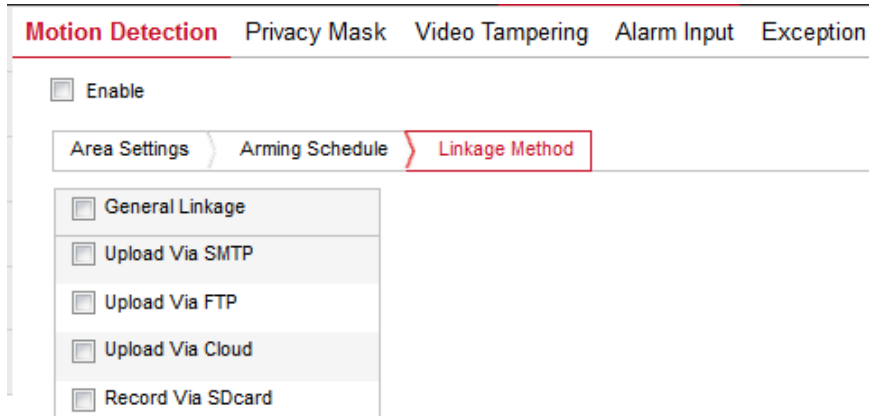 Motion Detection Privacy Mask Video Tampering Alarm Input Exception
Enable
Area Settings Arming Schedule Linkage Method
General Linkage
Upload Via SMTP
Upload Via FTP
Upload Via Cloud
Record Via SDcard